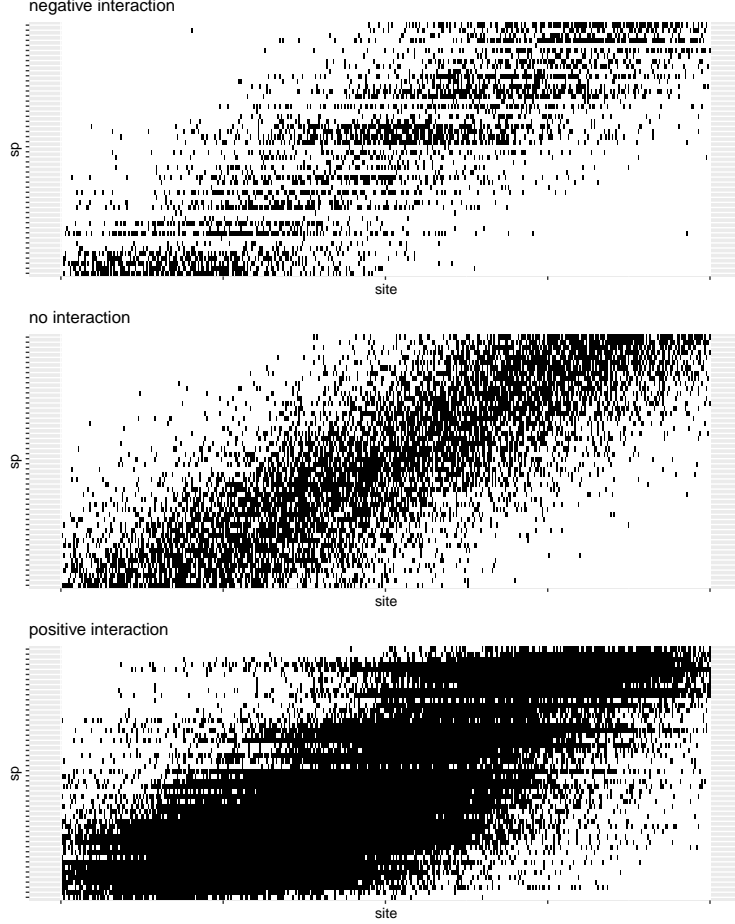 negative interaction
sp
site
no interaction
sp
site
positive interaction
sp
site